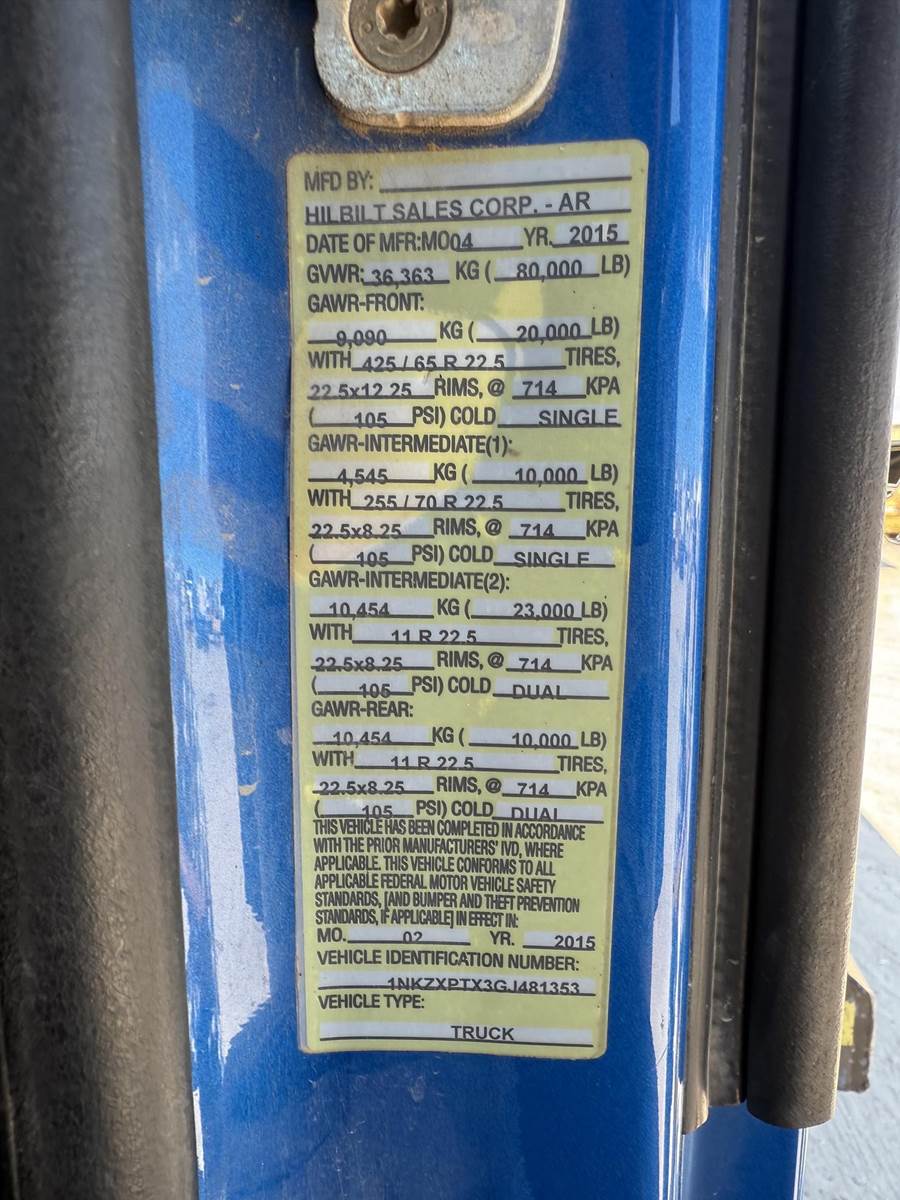 MFD BY:
HILBILT SALES CORP. - AR
DATE OF MFR:MO04 YR. 2015
GVWR: 36,363 KG ( 80,000 LB)
GAWR-FRONT:
9,090 KG ( 20,000 LB)
WITH 425 / 65 R 22.5 TIRES,
22.5x12.25 RIMS, @ 714 KPA
( 105 PSI) COLD SINGLE
GAWR-INTERMEDIATE(1):
4,545 KG ( 10,000 LB)
WITH 255 / 70 R 22.5 TIRES,
22.5x8.25 RIMS, @ 714 KPA
( 105 PSI) COLD SINGLE
GAWR-INTERMEDIATE(2):
10,454 KG ( 23,000 LB)
WITH 11 R 22.5 TIRES,
22.5x8.25 RIMS, @ 714 KPA
( 105 PSI) COLD DUAL
GAWR-REAR:
10,454 KG ( 10,000 LB)
WITH 11 R 22.5 TIRES,
22.5x8.25 RIMS, @ 714 KPA
( 105 PSI) COLD DUAL
THIS VEHICLE HAS BEEN COMPLETED IN ACCORDANCE
WITH THE PRIOR MANUFACTURERS' IVD, WHERE
APPLICABLE. THIS VEHICLE CONFORMS TO ALL
APPLICABLE FEDERAL MOTOR VEHICLE SAFETY
STANDARDS, [AND BUMPER AND THEFT PREVENTION
STANDARDS, IF APPLICABLE] IN EFFECT IN:
MO. 02 YR. 2015
VEHICLE IDENTIFICATION NUMBER:
1NKZXPTX3GJ481353
VEHICLE TYPE:
TRUCK